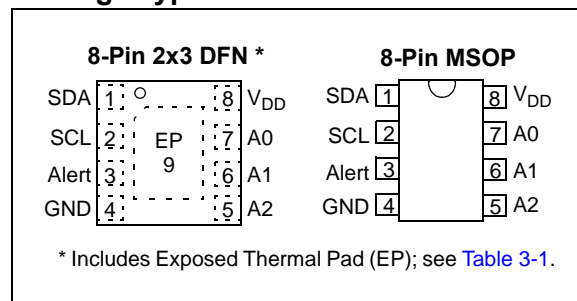 8-Pin 2x3 DFN *
SDA 1 8 VDD
SCL 2 EP 7 A0
Alert 3 9 6 A1
GND 4 5 A2
8-Pin MSOP
SDA 1 8 VDD
SCL 2 7 A0
Alert 3 6 A1
GND 4 5 A2
* Includes Exposed Thermal Pad (EP); see Table 3-1.